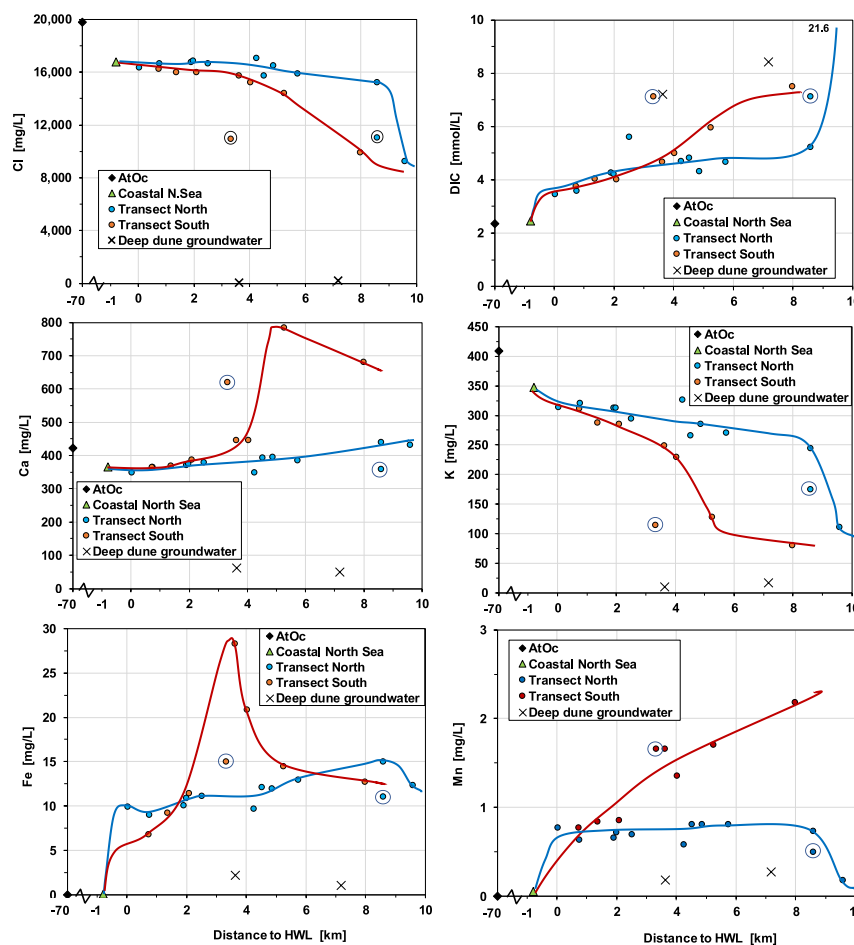 20,000
16,000
12,000
8,000
4,000
0
Cl [mg/L]
AtOc
Coastal N.Sea
Transect North
Transect South
Deep dune groundwater
-70 -1 0 2 4 6 8 10
10
8
6
4
2
0
DIC [mmol/L]
21.6
AtOc
Coastal North Sea
Transect North
Transect South
Deep dune groundwater
-70 -1 0 2 4 6 8 10
800
700
600
500
400
300
200
100
0
Ca [mg/L]
AtOc
Coastal North Sea
Transect North
Transect South
Deep dune groundwater
-70 -1 0 2 4 6 8 10
450
400
350
300
250
200
150
100
50
0
K [mg/L]
AtOc
Coastal North Sea
Transect North
Transect South
Deep dune groundwater
-70 -1 0 2 4 6 8 10
30
25
20
15
10
5
0
Fe [mg/L]
AtOc
Coastal North Sea
Transect North
Transect South
Deep dune groundwater
-70 -1 0 2 4 6 8 10
Distance to HWL [km]
3
2
1
0
Mn [mg/L]
AtOc
Coastal North Sea
Transect North
Transect South
Deep dune groundwater
-70 -1 0 2 4 6 8 10
Distance to HWL [km]